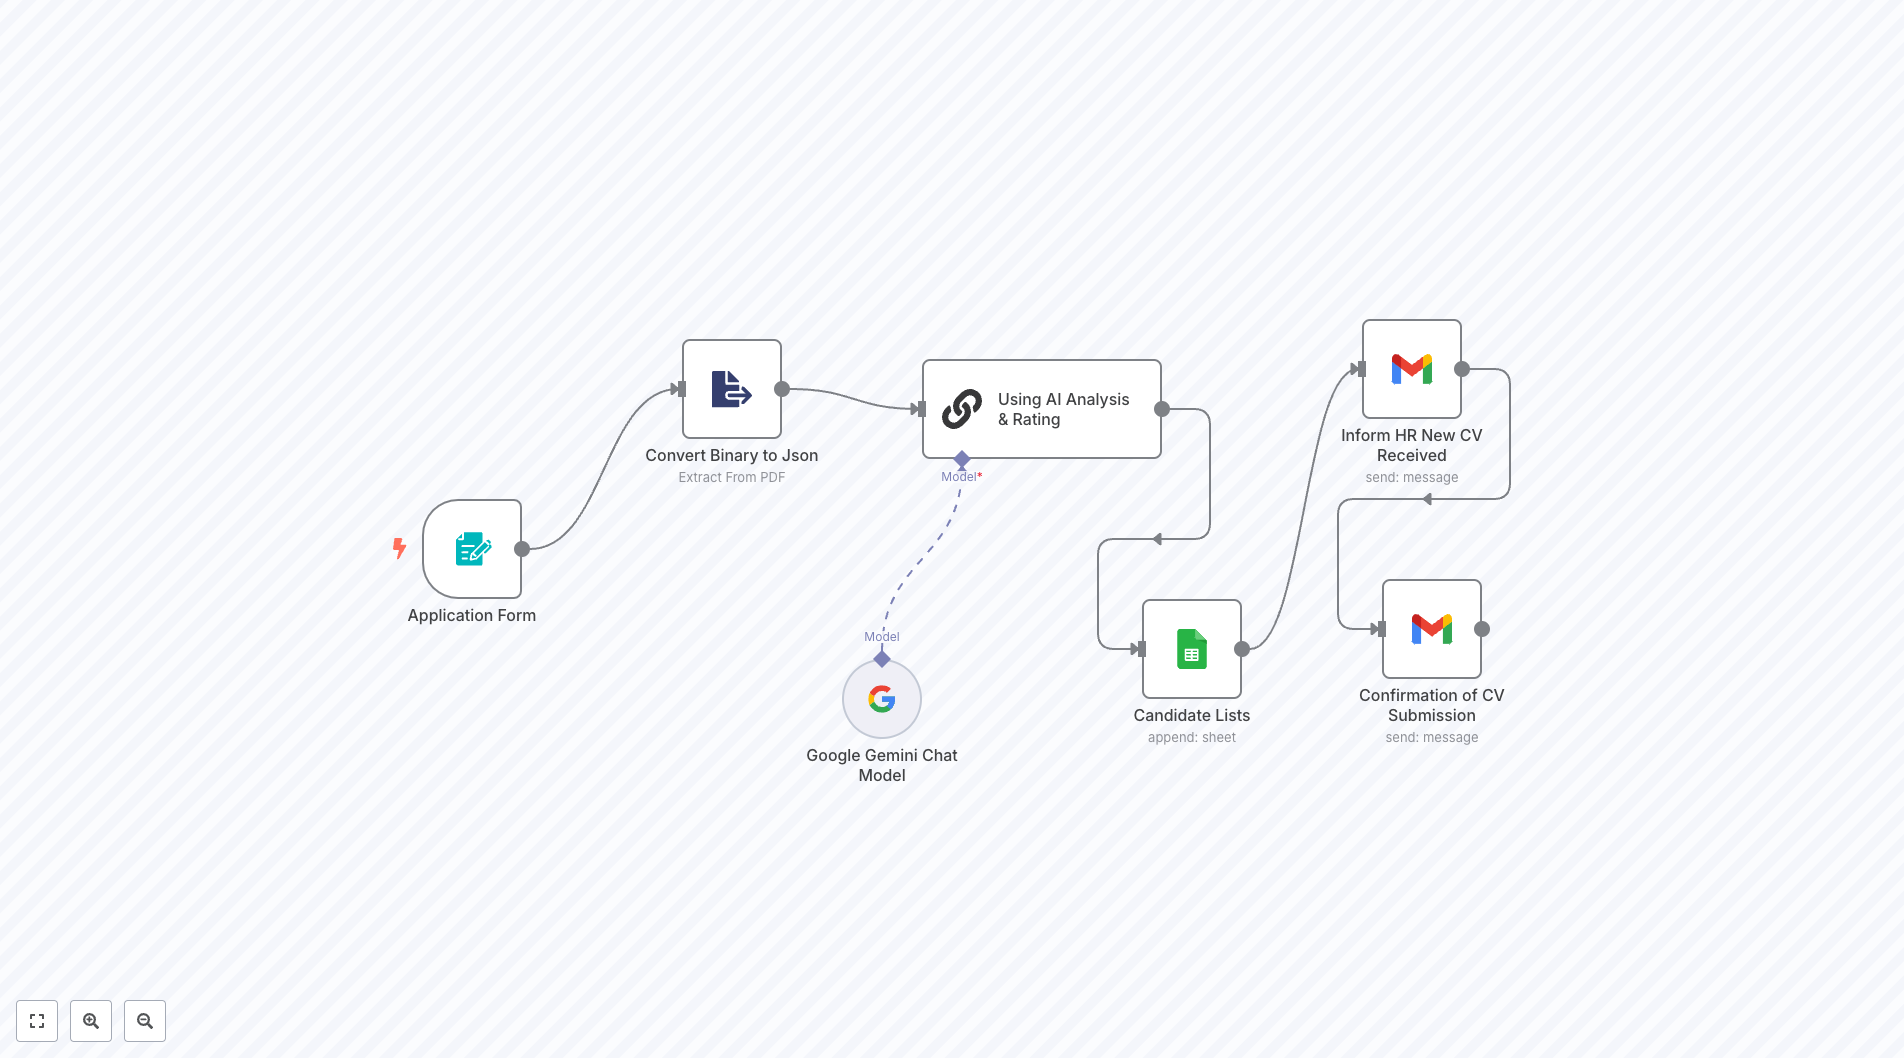 Application Form
Convert Binary to Json
Extract From PDF
Using AI Analysis
& Rating
Model*
Model
Google Gemini Chat
Model
Candidate Lists
append: sheet
Inform HR New CV
Received
send: message
Confirmation of CV
Submission
send: message